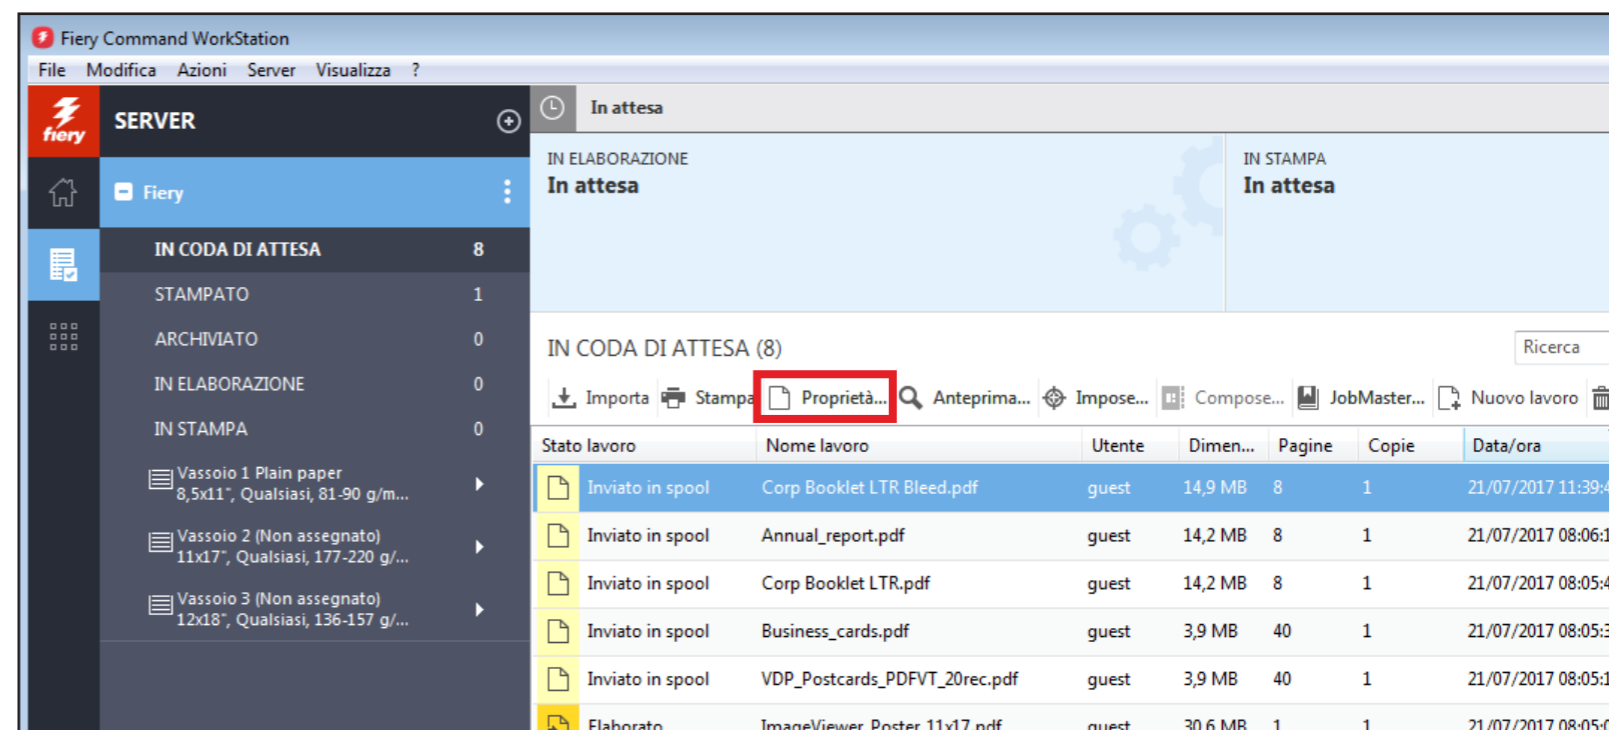 Fiery Command WorkStation
File Modifica Azioni Server Visualizza ?
fiery
SERVER
In attesa
IN ELABORAZIONE
In attesa
IN STAMPA
In attesa
Fiery
IN CODA DI ATTESA 8
STAMPATO 1
ARCHIVIATO 0
IN ELABORAZIONE 0
IN STAMPA 0
Vassoio 1 Plain paper
8,5x11", Qualsiasi, 81-90 g/m...
Vassoio 2 (Non assegnato)
11x17", Qualsiasi, 177-220 g/...
Vassoio 3 (Non assegnato)
12x18", Qualsiasi, 136-157 g/...
IN CODA DI ATTESA (8)
Ricerca
Importa Stampa Proprietà... Anteprima... Impose... Compose... JobMaster... Nuovo lavoro
Stato lavoro Nome lavoro Utente Dimen... Pagine Copie Data/ora
Inviato in spool Corp Booklet LTR Bleed.pdf guest 14,9 MB 8 1 21/07/2017 11:39:4
Inviato in spool Annual_report.pdf guest 14,2 MB 8 1 21/07/2017 08:06:1
Inviato in spool Corp Booklet LTR.pdf guest 14,2 MB 8 1 21/07/2017 08:05:4
Inviato in spool Business_cards.pdf guest 3,9 MB 40 1 21/07/2017 08:05:3
Inviato in spool VDP_Postcards_PDFVT_20rec.pdf guest 3,9 MB 40 1 21/07/2017 08:05:1
Elaborato ImageViewer Poster 11x17.pdf guest 30,6 MB 1 1 21/07/2017 08:05:0